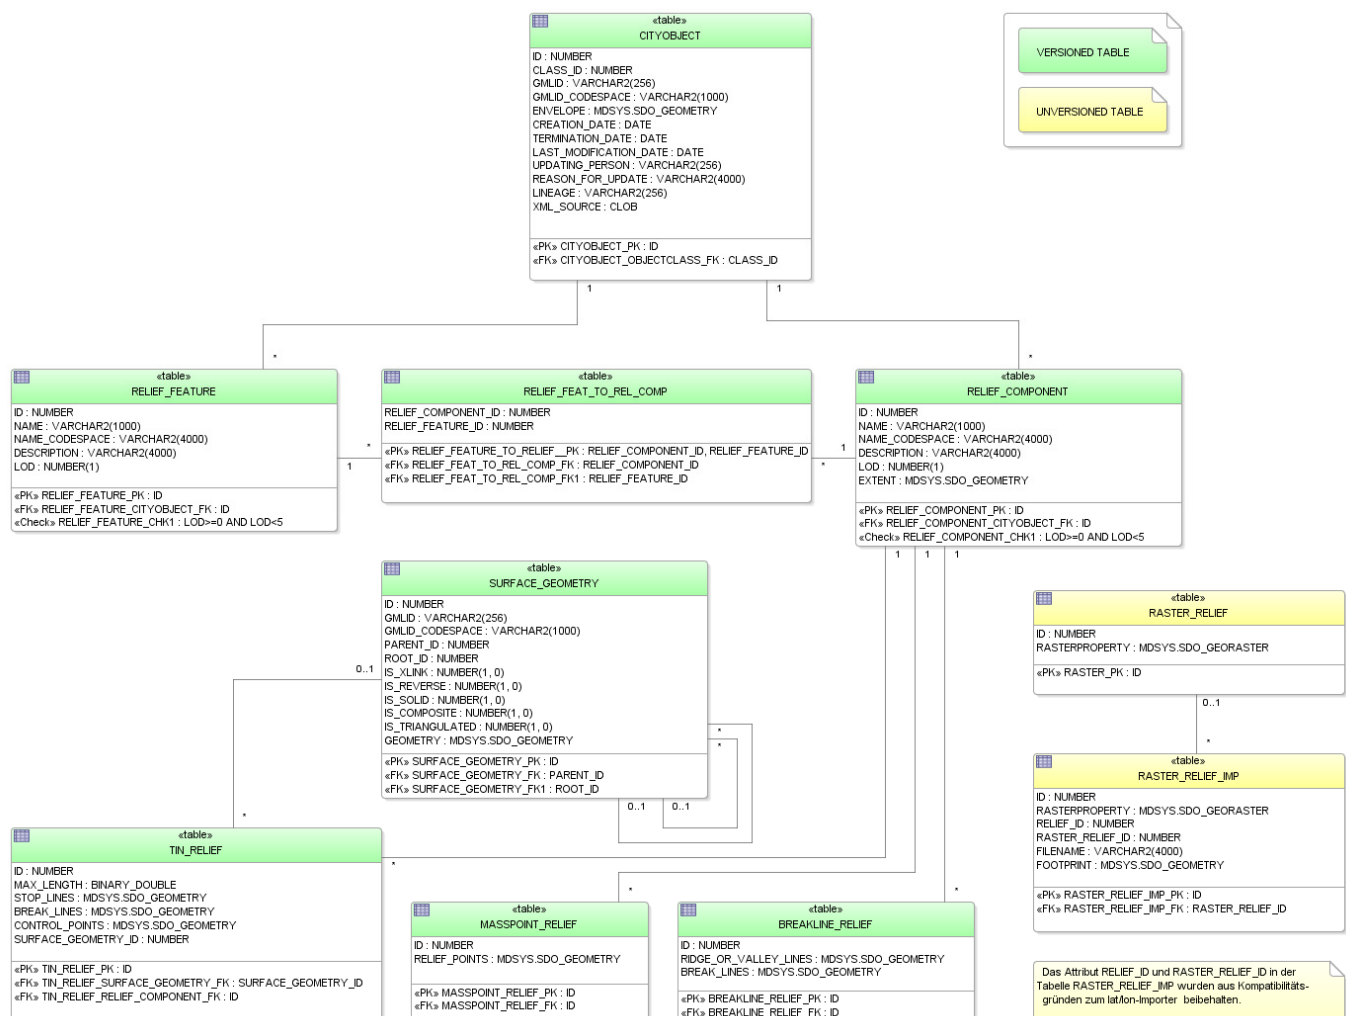 «table»
CITYOBJECT
ID : NUMBER
CLASS_ID : NUMBER
GMLID : VARCHAR2(256)
GMLID_CODESPACE : VARCHAR2(1000)
ENVELOPE : MDSYS.SDO_GEOMETRY
CREATION_DATE : DATE
TERMINATION_DATE : DATE
LAST_MODIFICATION_DATE : DATE
UPDATING_PERSON : VARCHAR2(256)
REASON_FOR_UPDATE : VARCHAR2(4000)
LINEAGE : VARCHAR2(256)
XML_SOURCE : CLOB
«PK» CITYOBJECT_PK : ID
«FK» CITYOBJECT_OBJECTCLASS_FK : CLASS_ID
VERSIONED TABLE
UNVERSIONED TABLE
1
1
*
*
«table»
RELIEF_FEATURE
ID : NUMBER
NAME : VARCHAR2(1000)
NAME_CODESPACE : VARCHAR2(4000)
DESCRIPTION : VARCHAR2(4000)
LOD : NUMBER(1)
«PK» RELIEF_FEATURE_PK : ID
«FK» RELIEF_FEATURE_CITYOBJECT_FK : ID
«Check» RELIEF_FEATURE_CHK1 : LOD>=0 AND LOD<5
*
1
«table»
RELIEF_FEAT_TO_REL_COMP
RELIEF_COMPONENT_ID : NUMBER
RELIEF_FEATURE_ID : NUMBER
«PK» RELIEF_FEATURE_TO_RELIEF__PK : RELIEF_COMPONENT_ID, RELIEF_FEATURE_ID
«FK» RELIEF_FEAT_TO_REL_COMP_FK : RELIEF_COMPONENT_ID
«FK» RELIEF_FEAT_TO_REL_COMP_FK1 : RELIEF_FEATURE_ID
1
*
«table»
RELIEF_COMPONENT
ID : NUMBER
NAME : VARCHAR2(1000)
NAME_CODESPACE : VARCHAR2(4000)
DESCRIPTION : VARCHAR2(4000)
LOD : NUMBER(1)
EXTENT : MDSYS.SDO_GEOMETRY
«PK» RELIEF_COMPONENT_PK : ID
«FK» RELIEF_COMPONENT_CITYOBJECT_FK : ID
«Check» RELIEF_COMPONENT_CHK1 : LOD>=0 AND LOD<5
1
1
1
«table»
SURFACE_GEOMETRY
ID : NUMBER
GMLID : VARCHAR2(256)
GMLID_CODESPACE : VARCHAR2(1000)
PARENT_ID : NUMBER
ROOT_ID : NUMBER
IS_XLINK : NUMBER(1, 0)
IS_REVERSE : NUMBER(1, 0)
IS_SOLID : NUMBER(1, 0)
IS_COMPOSITE : NUMBER(1, 0)
IS_TRIANGULATED : NUMBER(1, 0)
GEOMETRY : MDSYS.SDO_GEOMETRY
«PK» SURFACE_GEOMETRY_PK : ID
«FK» SURFACE_GEOMETRY_FK : PARENT_ID
«FK» SURFACE_GEOMETRY_FK1 : ROOT_ID
0..1
*
*
0..1
0..1
«table»
RASTER_RELIEF
ID : NUMBER
RASTERPROPERTY : MDSYS.SDO_GEORASTER
«PK» RASTER_PK : ID
0..1
*
«table»
RASTER_RELIEF_IMP
ID : NUMBER
RASTERPROPERTY : MDSYS.SDO_GEORASTER
RELIEF_ID : NUMBER
RASTER_RELIEF_ID : NUMBER
FILENAME : VARCHAR2(4000)
FOOTPRINT : MDSYS.SDO_GEOMETRY
«PK» RASTER_RELIEF_IMP_PK : ID
«FK» RASTER_RELIEF_IMP_FK : RASTER_RELIEF_ID
*
«table»
TIN_RELIEF
ID : NUMBER
MAX_LENGTH : BINARY_DOUBLE
STOP_LINES : MDSYS.SDO_GEOMETRY
BREAK_LINES : MDSYS.SDO_GEOMETRY
CONTROL_POINTS : MDSYS.SDO_GEOMETRY
SURFACE_GEOMETRY_ID : NUMBER
«PK» TIN_RELIEF_PK : ID
«FK» TIN_RELIEF_SURFACE_GEOMETRY_FK : SURFACE_GEOMETRY_ID
«FK» TIN_RELIEF_RELIEF_COMPONENT_FK : ID
*
*
«table»
MASSPOINT_RELIEF
ID : NUMBER
RELIEF_POINTS : MDSYS.SDO_GEOMETRY
«PK» MASSPOINT_RELIEF_PK : ID
«FK» MASSPOINT_RELIEF_FK : ID
*
«table»
BREAKLINE_RELIEF
ID : NUMBER
RIDGE_OR_VALLEY_LINES : MDSYS.SDO_GEOMETRY
BREAK_LINES : MDSYS.SDO_GEOMETRY
«PK» BREAKLINE_RELIEF_PK : ID
«FK» BREAKLINE_RELIEF_FK : ID
Das Attribut RELIEF_ID und RASTER_RELIEF_ID in der
Tabelle RASTER_RELIEF_IMP wurden aus Kompatibilitäts-
gründen zum lat/lon-Importer beibehalten.